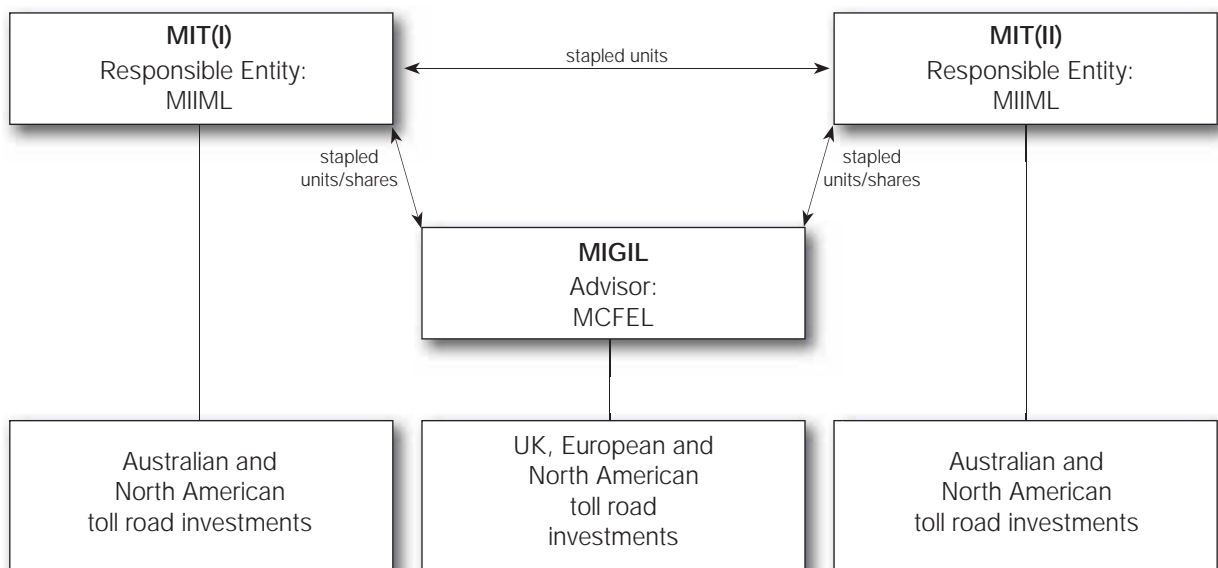 MIT(I)
Responsible Entity:
MIIML
stapled units
MIT(II)
Responsible Entity:
MIIML
stapled
units/shares
stapled
units/shares
MIGIL
Advisor:
MCFEL
Australian and
North American
toll road investments
UK, European and
North American
toll road
investments
Australian and
North American
toll road investments